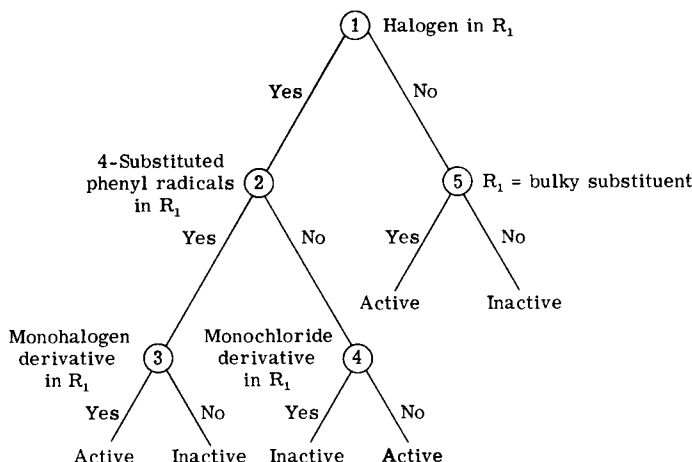 1 Halogen in R₁
Yes
No
4-Substituted
phenyl radicals
in R₁
2
5 R₁ = bulky substituent
Yes
No
Yes
No
Active
Inactive
Monohalogen
derivative
in R₁
3
Monochloride
derivative
in R₁
4
Yes
No
Yes
No
Active
Inactive
Inactive
Active